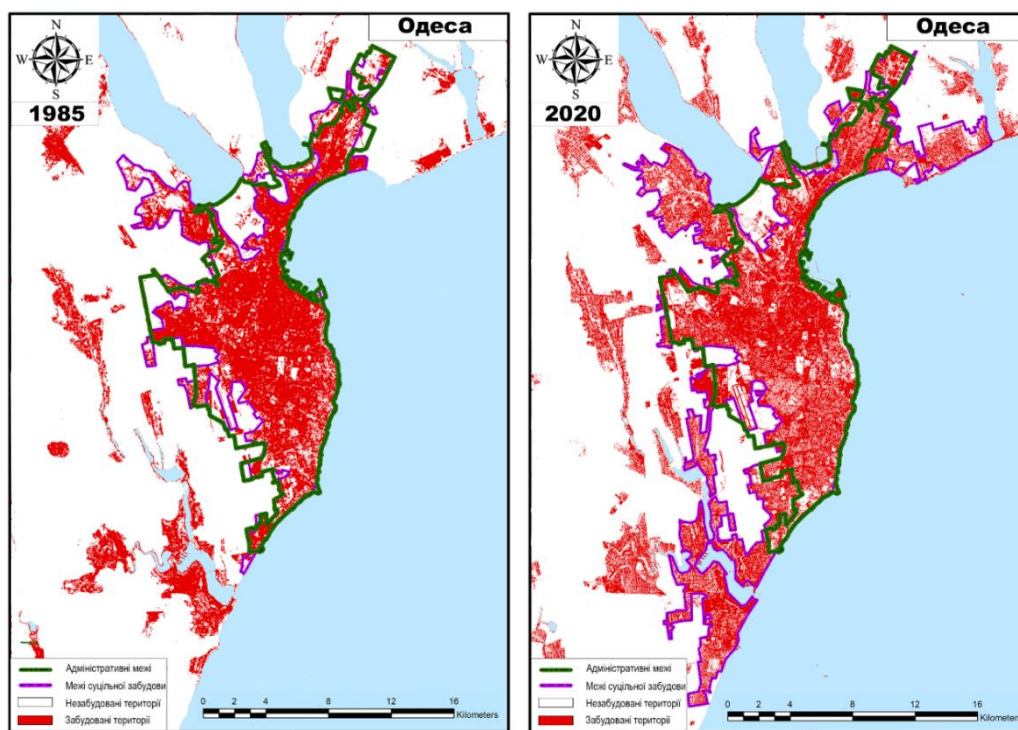 Одеса
N
W E
S
1985
Адміністративні межі
Межі суцільної забудови
Незабудовані території
Забудовані території
0 2 4 8 12 16
Kilometers
Одеса
N
W E
S
2020
Адміністративні межі
Межі суцільної забудови
Незабудовані території
Забудовані території
0 2 4 8 12 16
Kilometers